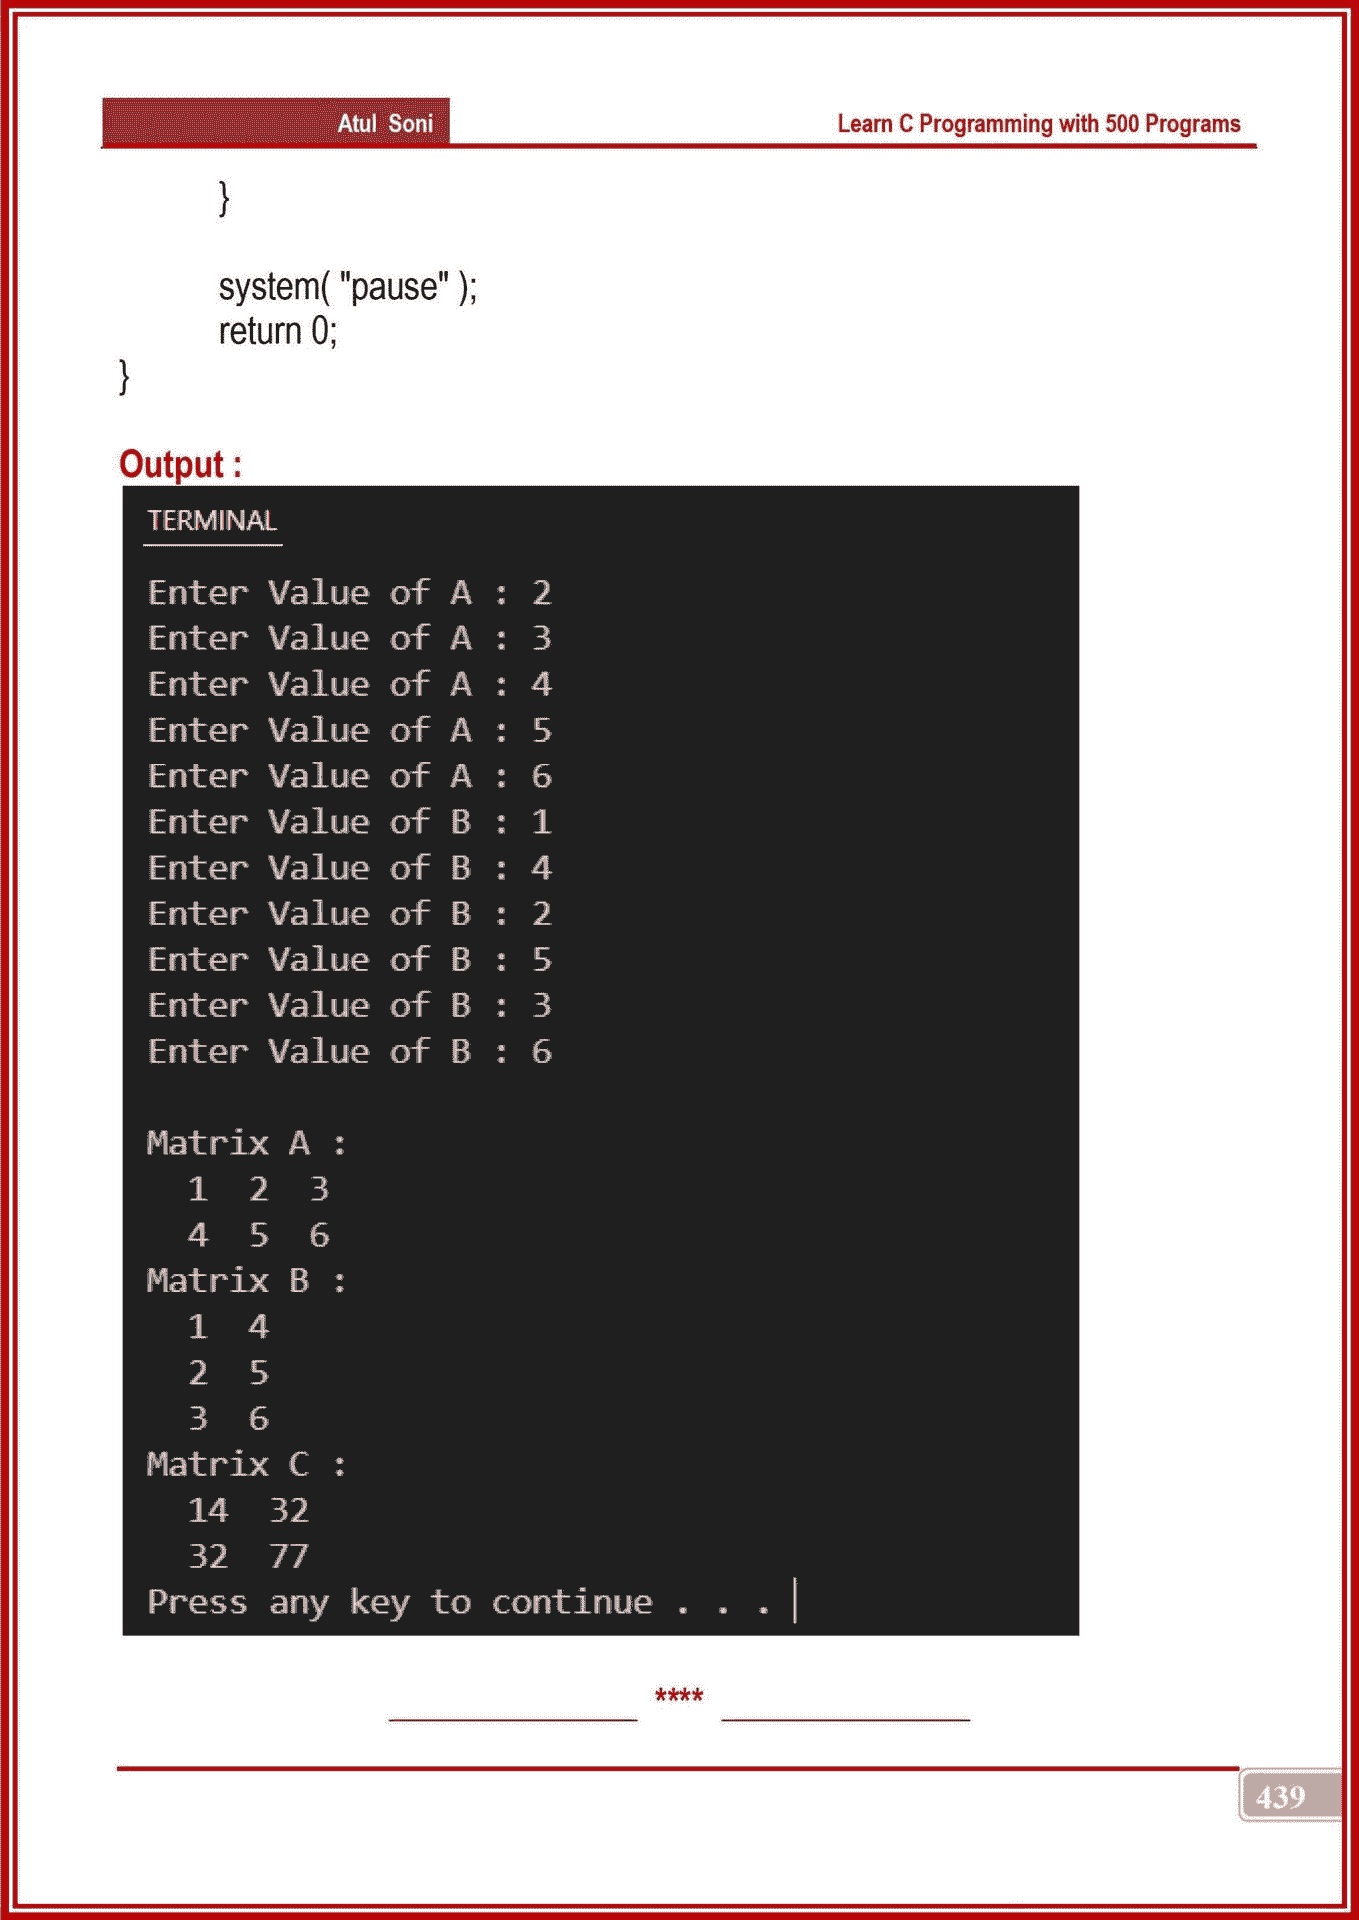 Atul Soni
Learn C Programming with 500 Programs
}
system( "pause" );
return 0;
}
Output :
TERMINAL
Enter Value of A : 2
Enter Value of A : 3
Enter Value of A : 4
Enter Value of A : 5
Enter Value of A : 6
Enter Value of B : 1
Enter Value of B : 4
Enter Value of B : 2
Enter Value of B : 5
Enter Value of B : 3
Enter Value of B : 6
Matrix A :
1 2 3
4 5 6
Matrix B :
1 4
2 5
3 6
Matrix C :
14 32
32 77
Press any key to continue . . .
****
439